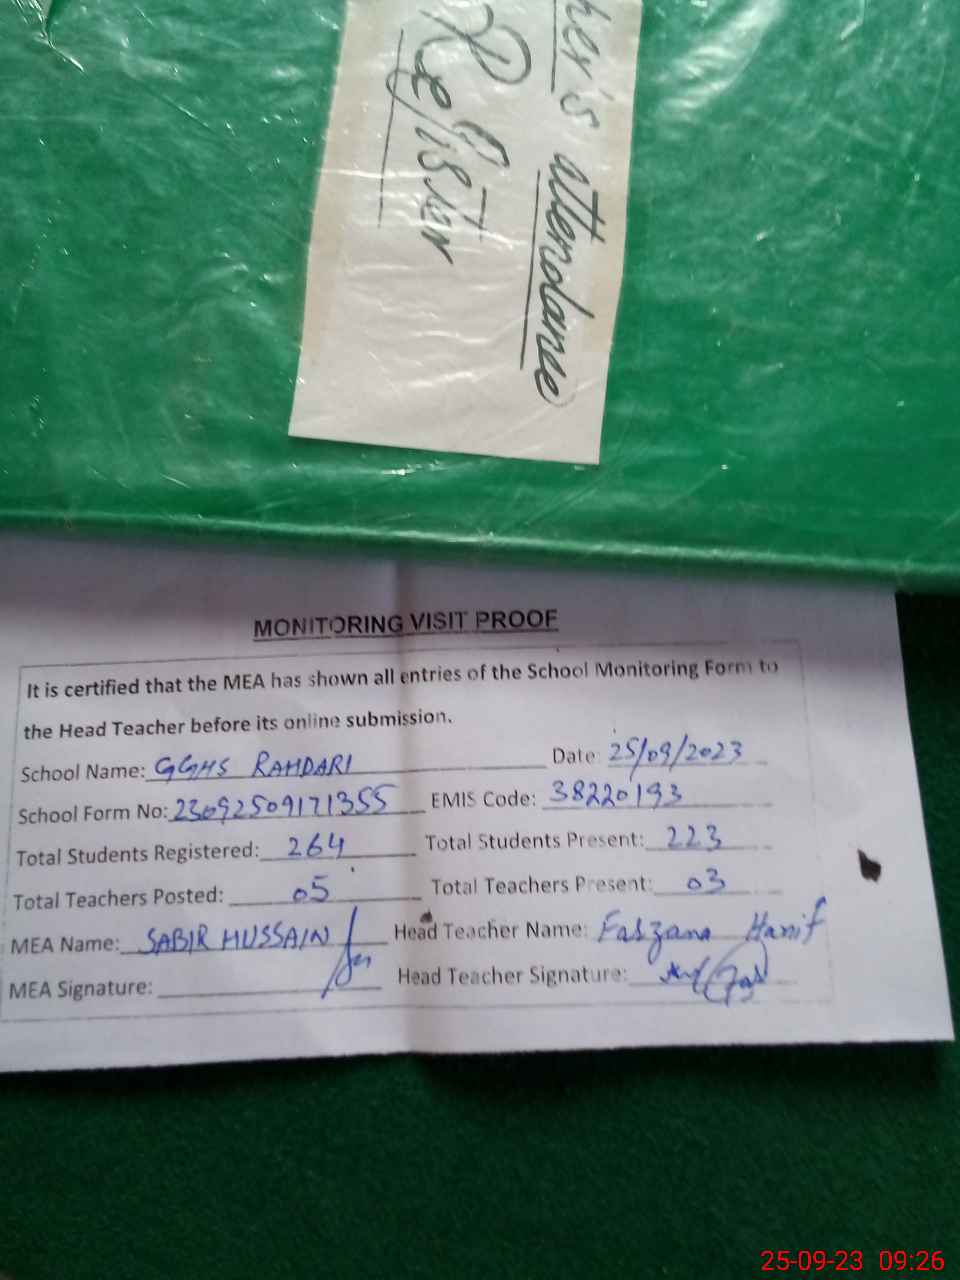 her's attendance
Register
MONITORING VISIT PROOF
It is certified that the MEA has shown all entries of the School Monitoring Form to
the Head Teacher before its online submission.
School Name: GGHS RAHDARI Date: 25/09/2023
School Form No: 23092509171355 EMIS Code: 38220193
Total Students Registered: 264 Total Students Present: 223
Total Teachers Posted: 05 Total Teachers Present: 03
MEA Name: SABIR HUSSAIN Head Teacher Name: Farzana Hanif
MEA Signature: Head Teacher Signature:
25-09-23 09:26